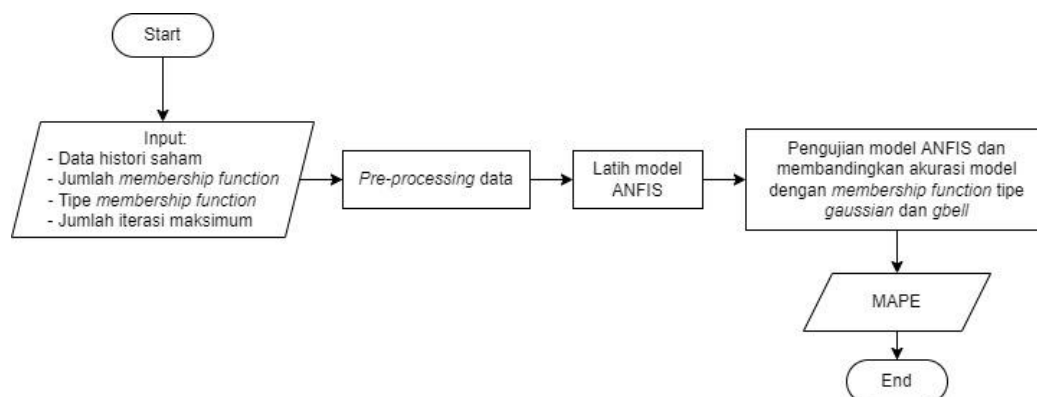 Start
Input:
- Data histori saham
- Jumlah membership function
- Tipe membership function
- Jumlah iterasi maksimum
Pre-processing data
Latih model
ANFIS
Pengujian model ANFIS dan
membandingkan akurasi model
dengan membership function tipe
gaussian dan gbell
MAPE
End